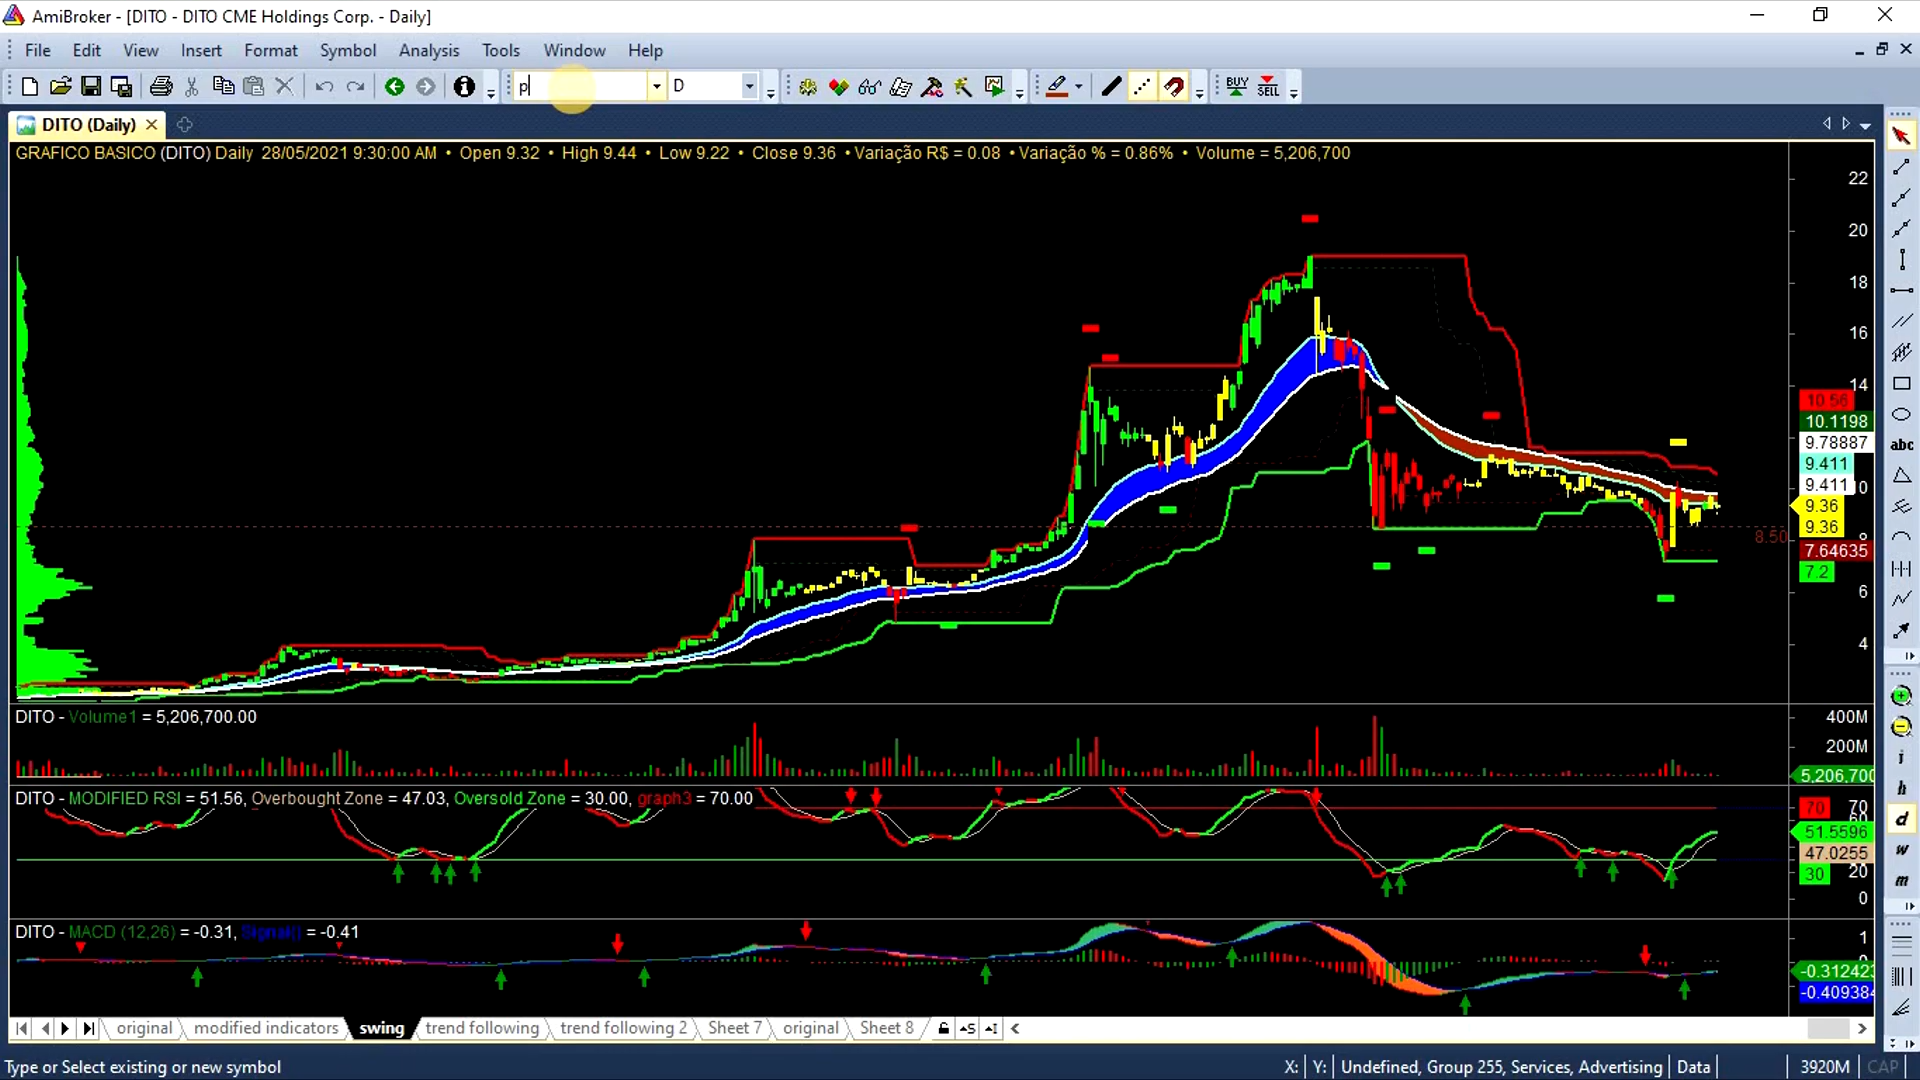 AmiBroker - [DITO - DITO CME Holdings Corp. - Daily]
File Edit View Insert Format Symbol Analysis Tools Window Help
p D BUY SELL
DITO (Daily)
GRAFICO BASICO (DITO) Daily 28/05/2021 9:30:00 AM • Open 9.32 • High 9.44 • Low 9.22 • Close 9.36 • Variação R$ = 0.08 • Variação % = 0.86% • Volume = 5,206,700
22
20
18
16
14
10.56
10.1198
9.78887
abc
9.411
9.411 10
9.36
9.36
8.50 8
7.64635
7.2
6
4
DITO - Volume1 = 5,206,700.00
400M
200M
5,206,700
DITO - MODIFIED RSI = 51.56, Overbought Zone = 47.03, Oversold Zone = 30.00, graph3 = 70.00
70 70
60
51.5596
47.0255
30 20
0
i
h
d
w
m
DITO - MACD (12,26) = -0.31, Signal() = -0.41
1
0
-0.312423
-0.409384
original modified indicators swing trend following trend following 2 Sheet 7 original Sheet 8
Type or Select existing or new symbol X: Y: Undefined, Group 255, Services, Advertising Data 3920M CAP